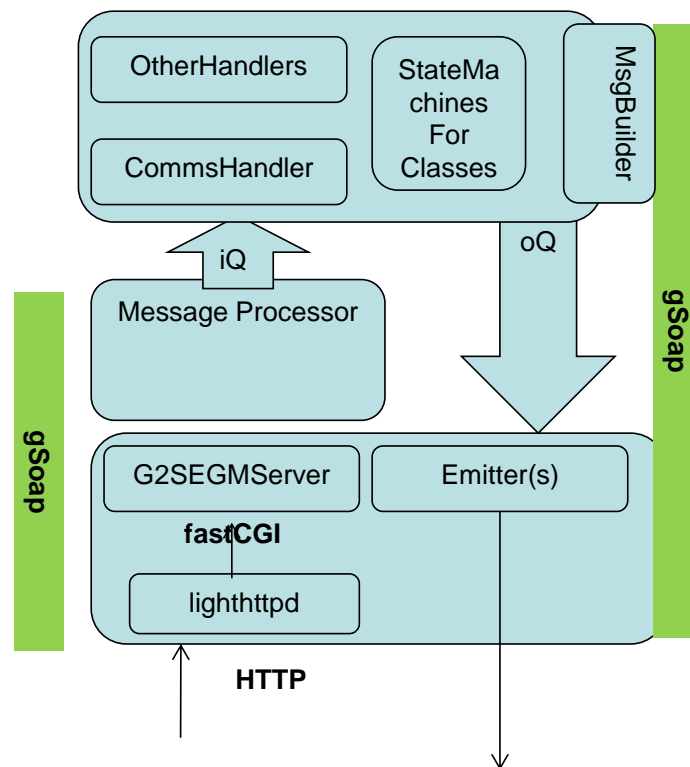 OtherHandlers
StateMa
chines
For
Classes
MsgBuilder
CommsHandler
iQ
oQ
Message Processor
gSoap
gSoap
G2SEGMServer
Emitter(s)
fastCGI
lighthttpd
HTTP